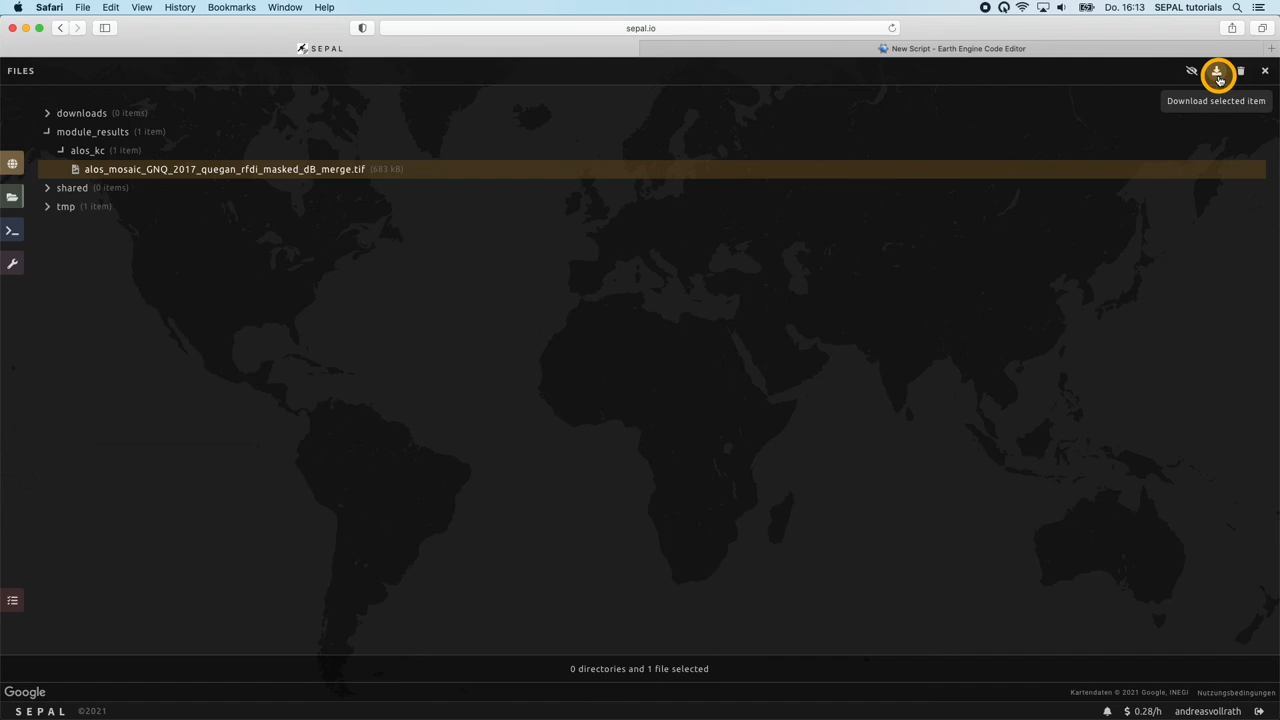 Safari File Edit View History Bookmarks Window Help Do. 16:13 SEPAL tutorials
sepal.io
SEPAL New Script - Earth Engine Code Editor
FILES
Download selected item
downloads (0 items)
module_results (1 item)
alos_kc (1 item)
alos_mosaic_GNQ_2017_quegan_rfdi_masked_dB_merge.tif (683 kB)
shared (0 items)
tmp (1 item)
0 directories and 1 file selected
Google Kartendaten © 2021 Google, INEGI Nutzungsbedingungen
SEPAL ©2021 $ 0.28/h andreasvollrath